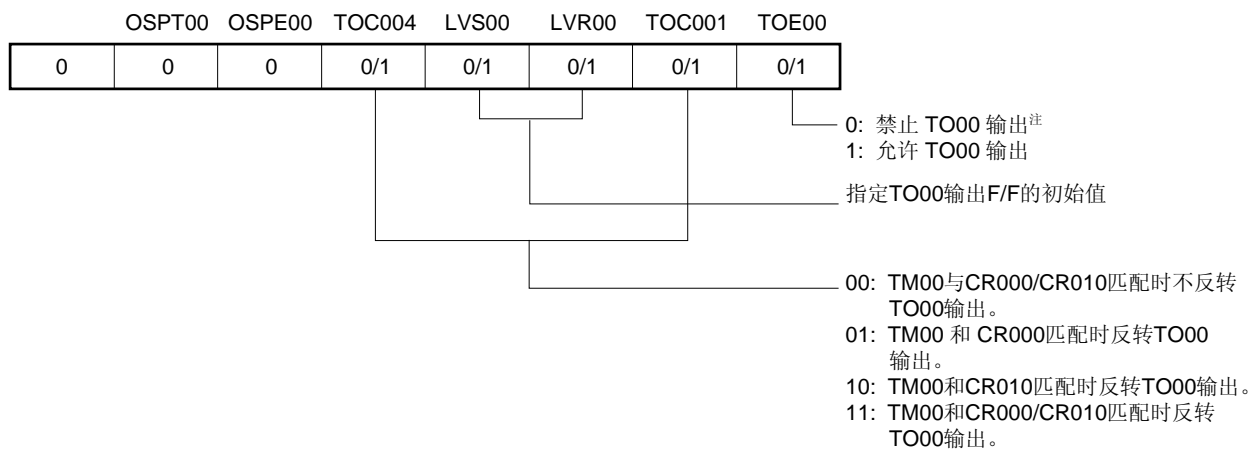 OSPT00 OSPE00 TOC004 LVS00 LVR00 TOC001 TOE00
0 0 0 0/1 0/1 0/1 0/1 0/1
0: 禁止 TO00 输出注
1: 允许 TO00 输出
指定TO00输出F/F的初始值
00: TM00与CR000/CR010匹配时不反转
TO00输出。
01: TM00 和 CR000匹配时反转TO00
输出。
10: TM00和CR010匹配时反转TO00输出。
11: TM00和CR000/CR010匹配时反转
TO00输出。